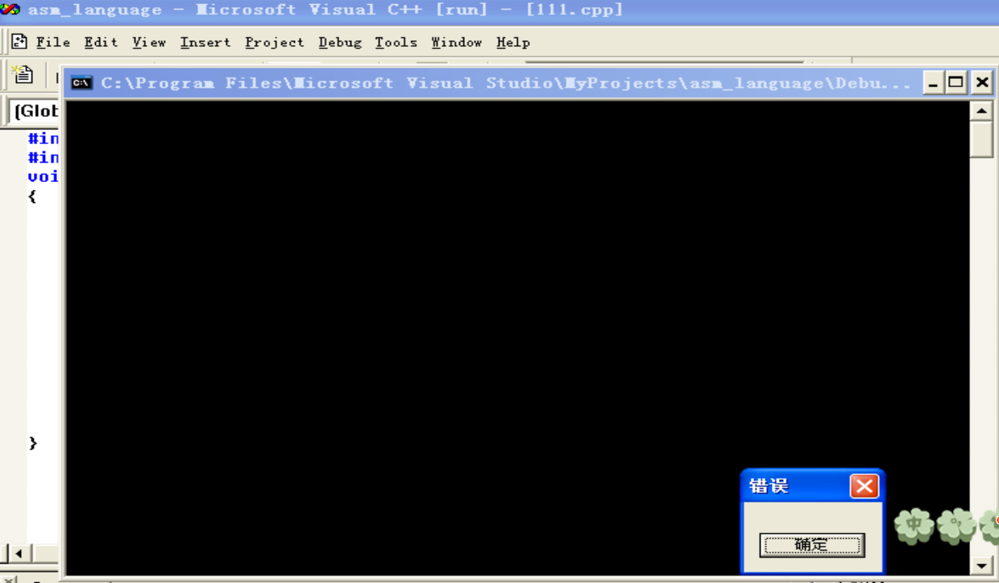 asm_language - Microsoft Visual C++ [run] - [111.cpp]
File Edit View Insert Project Debug Tools Window Help
C:\Program Files\Microsoft Visual Studio\MyProjects\asm_language\Debu...
(Glob
#in
#in
voi
{
}
错误
确定
中